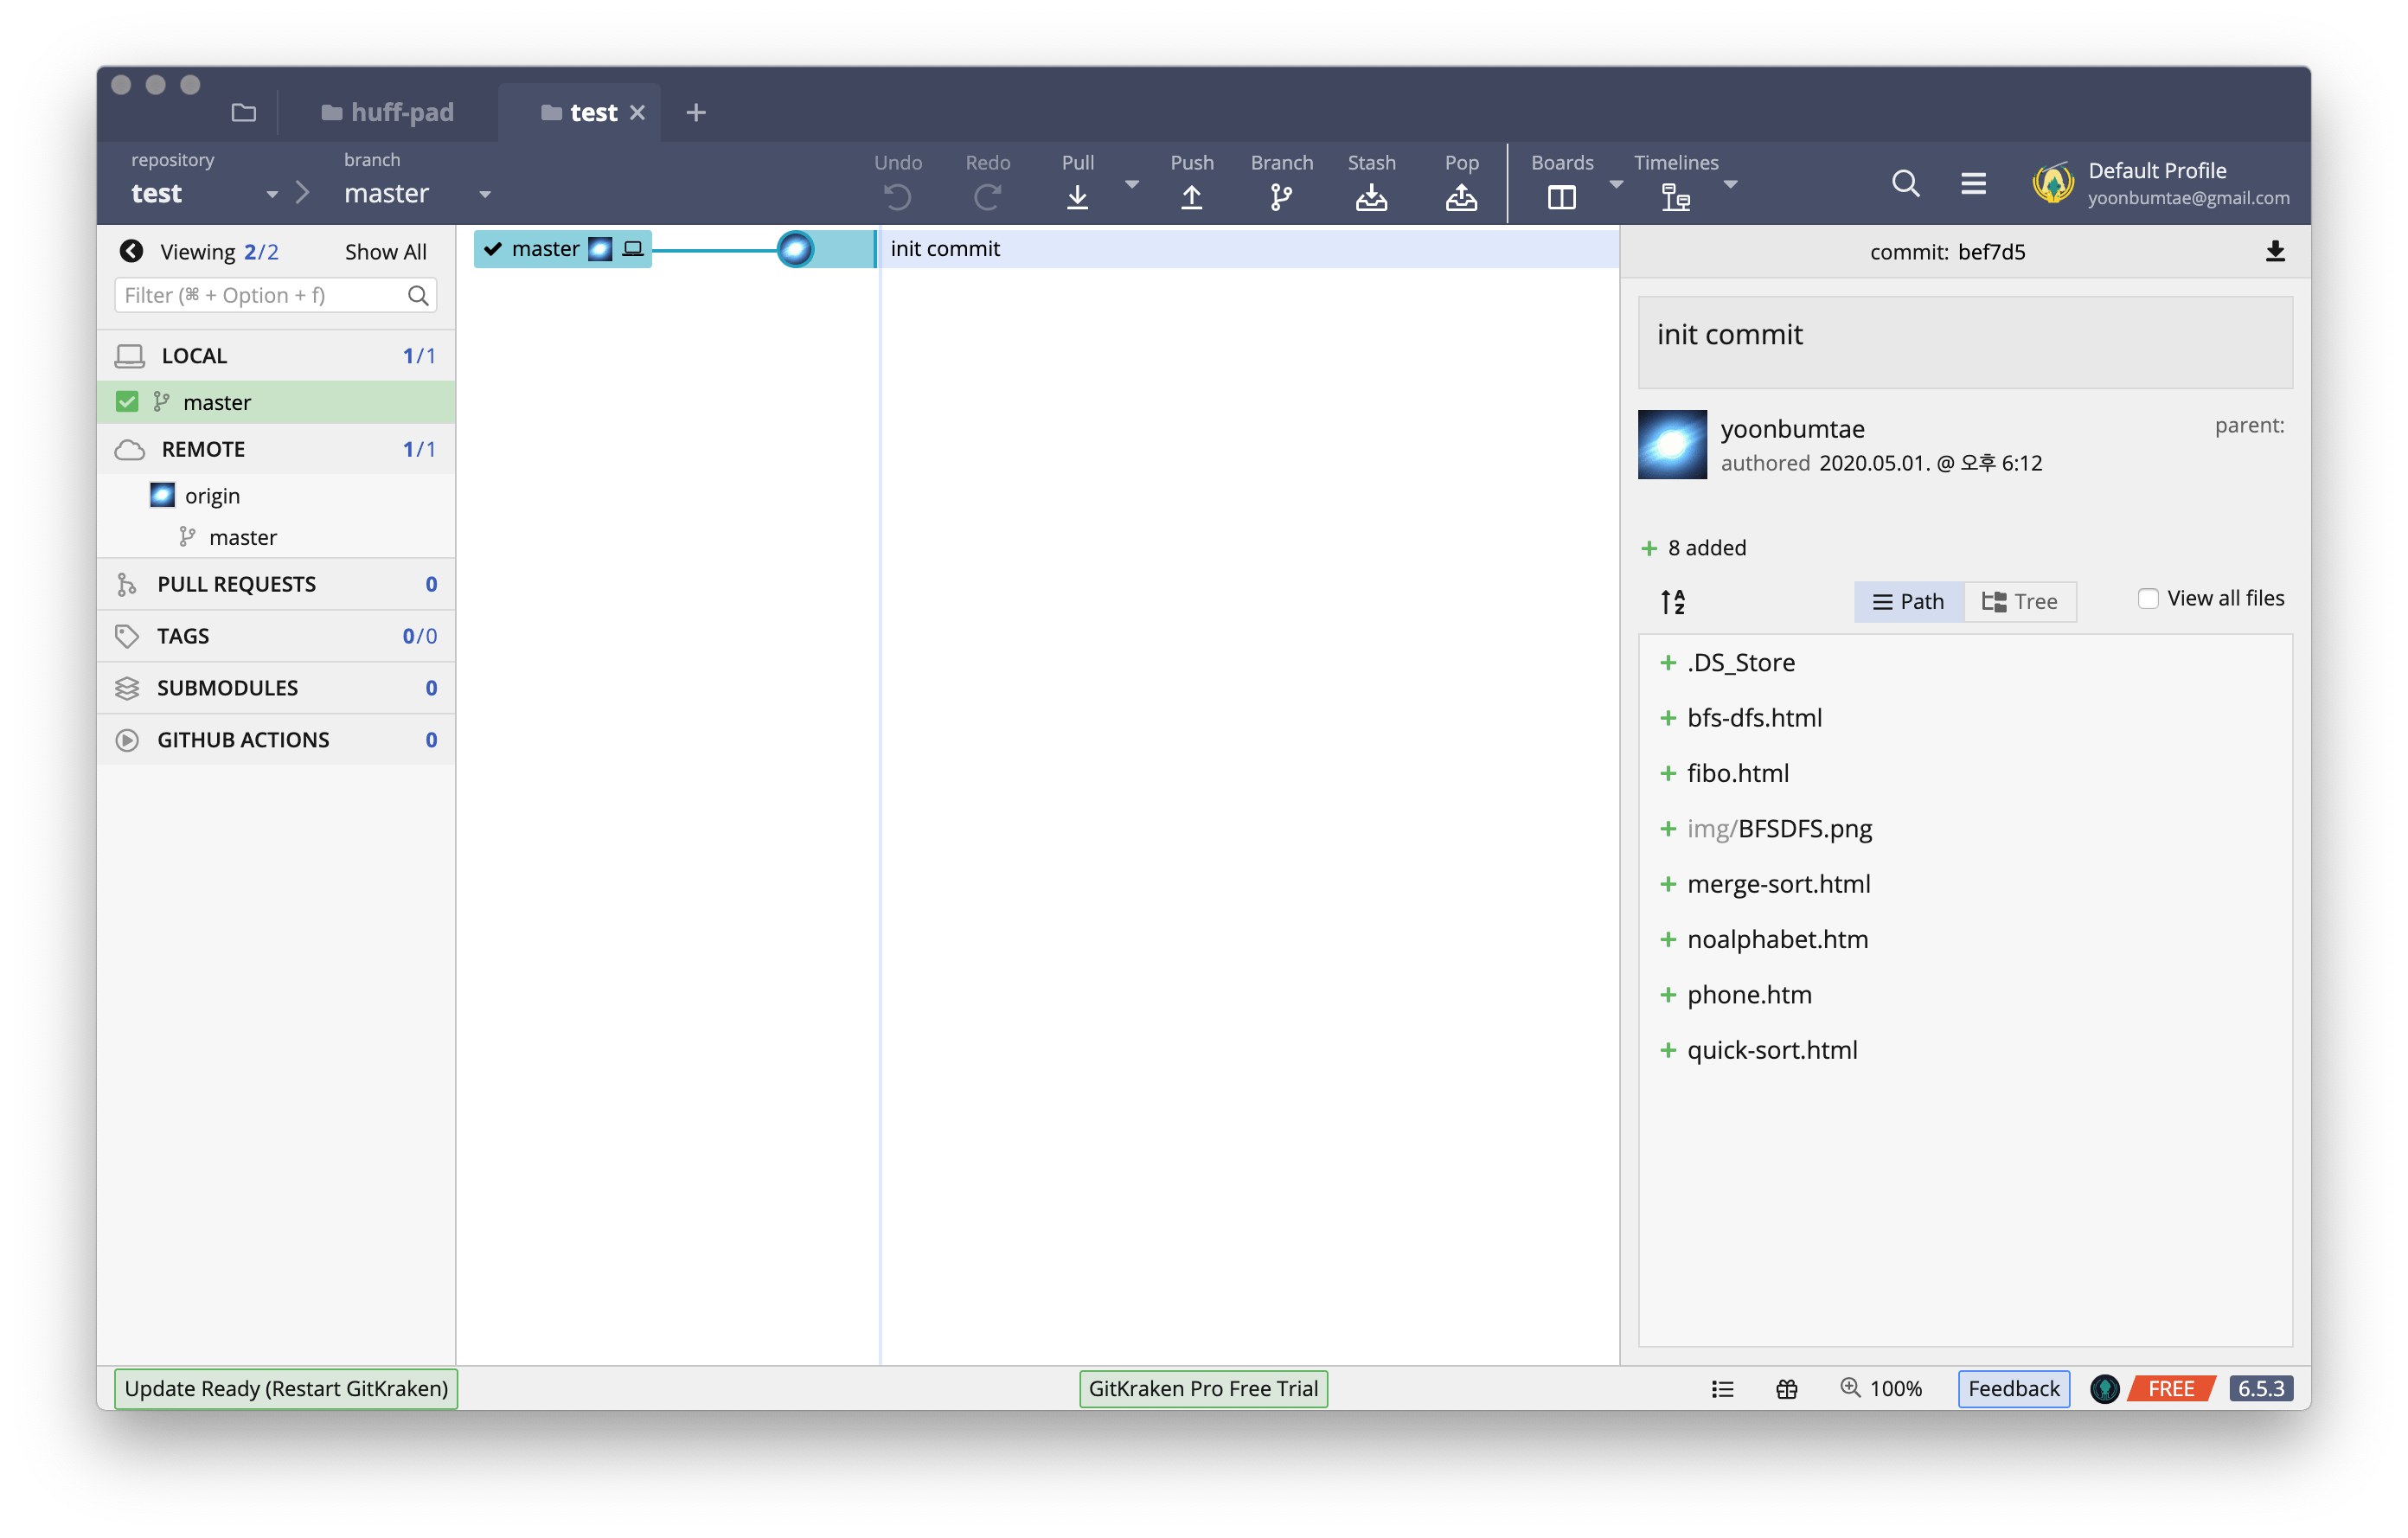 huff-pad
test
repository
test
branch
master
Undo
Redo
Pull
Push
Branch
Stash
Pop
Boards
Timelines
Default Profile
yoonbumtae@gmail.com
Viewing 2/2
Show All
Filter (⌘ + Option + f)
LOCAL 1/1
master
REMOTE 1/1
origin
master
PULL REQUESTS 0
TAGS 0/0
SUBMODULES 0
GITHUB ACTIONS 0
master
init commit
commit: bef7d5
init commit
yoonbumtae
authored 2020.05.01. @ 오후 6:12
parent:
8 added
Path
Tree
View all files
.DS_Store
bfs-dfs.html
fibo.html
img/BFSDFS.png
merge-sort.html
noalphabet.htm
phone.htm
quick-sort.html
Update Ready (Restart GitKraken)
GitKraken Pro Free Trial
100%
Feedback
FREE
6.5.3